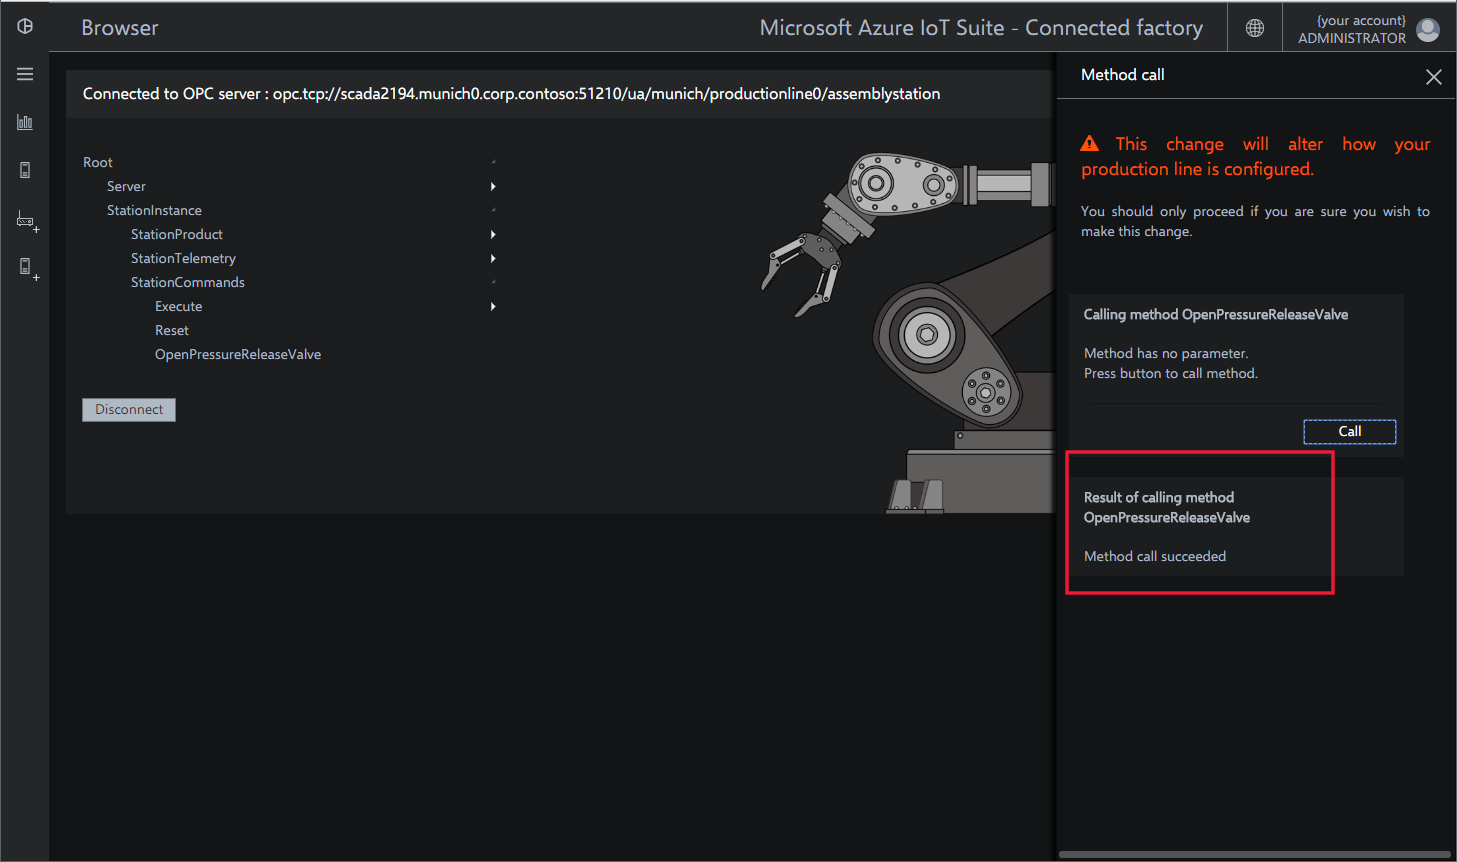 Browser
Microsoft Azure IoT Suite - Connected factory
{your account}
ADMINISTRATOR
Connected to OPC server : opc.tcp://scada2194.munich0.corp.contoso:51210/ua/munich/productionline0/assemblystation
Root
Server
StationInstance
StationProduct
StationTelemetry
StationCommands
Execute
Reset
OpenPressureReleaseValve
Disconnect
Method call
This change will alter how your
production line is configured.
You should only proceed if you are sure you wish to
make this change.
Calling method OpenPressureReleaseValve
Method has no parameter.
Press button to call method.
Call
Result of calling method
OpenPressureReleaseValve
Method call succeeded